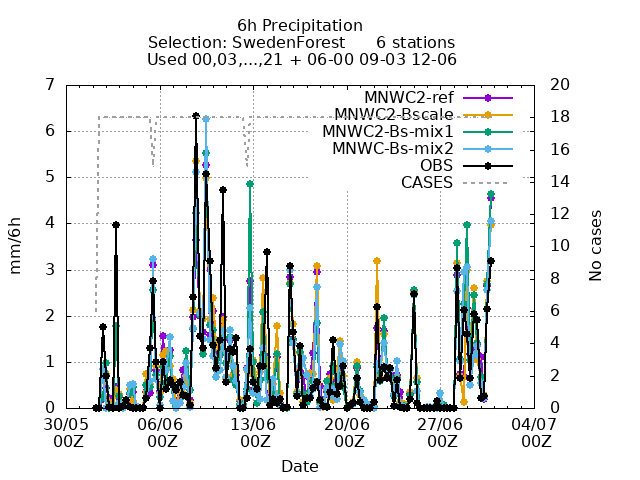 6h Precipitation
Selection: SwedenForest 6 stations
Used 00,03,...,21 + 06-00 09-03 12-06
MNWC2-ref
MNWC2-Bscale
MNWC2-Bs-mix1
MNWC-Bs-mix2
OBS
CASES
mm/6h
7
6
5
4
3
2
1
0
20
18
16
14
12
10
8
6
4
2
0
No cases
30/05 06/06 13/06 20/06 27/06 04/07
00Z 00Z 00Z 00Z 00Z 00Z
Date